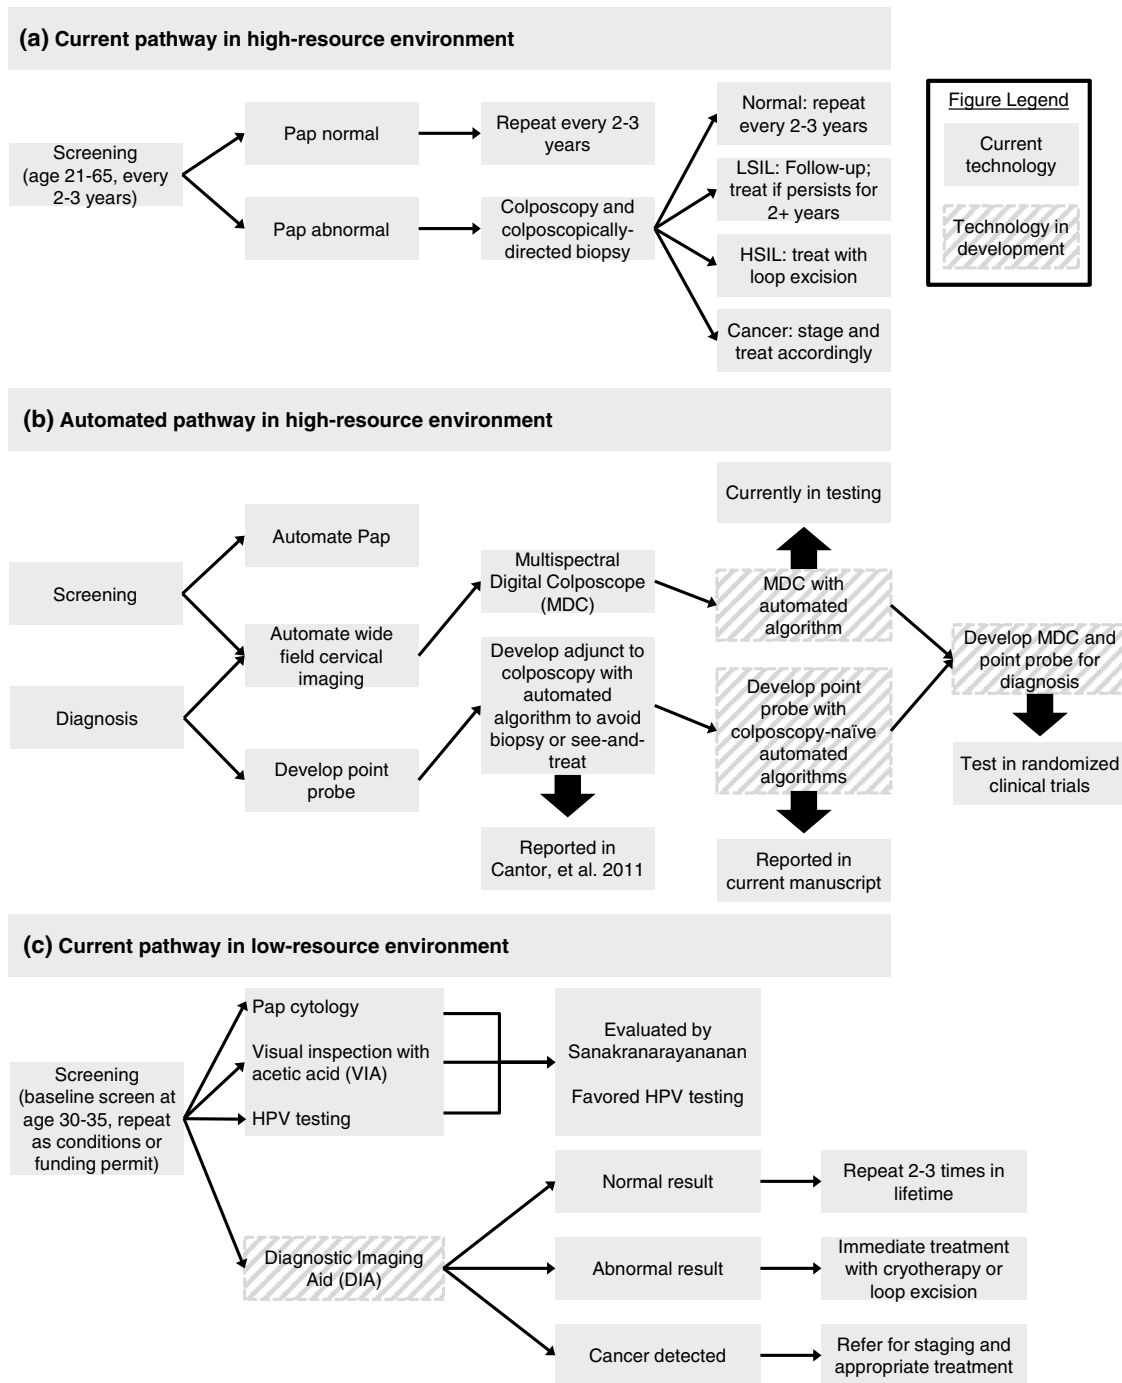 (a) Current pathway in high-resource environment
Screening
(age 21-65, every
2-3 years)
Pap normal
Pap abnormal
Repeat every 2-3
years
Colposcopy and
colposcopically-
directed biopsy
Normal: repeat
every 2-3 years
LSIL: Follow-up;
treat if persists for
2+ years
HSIL: treat with
loop excision
Cancer: stage and
treat accordingly
Figure Legend
Current
technology
Technology in
development
(b) Automated pathway in high-resource environment
Screening
Diagnosis
Automate Pap
Automate wide
field cervical
imaging
Develop point
probe
Multispectral
Digital Colposcope
(MDC)
Develop adjunct to
colposcopy with
automated
algorithm to avoid
biopsy or see-and-
treat
Reported in
Cantor, et al. 2011
Currently in testing
MDC with
automated
algorithm
Develop point
probe with
colposcopy-naïve
automated
algorithms
Reported in
current manuscript
Develop MDC and
point probe for
diagnosis
Test in randomized
clinical trials
(c) Current pathway in low-resource environment
Screening
(baseline screen at
age 30-35, repeat
as conditions or
funding permit)
Pap cytology
Visual inspection with
acetic acid (VIA)
HPV testing
Evaluated by
Sanakranarayananan
Favored HPV testing
Diagnostic Imaging
Aid (DIA)
Normal result
Abnormal result
Cancer detected
Repeat 2-3 times in
lifetime
Immediate treatment
with cryotherapy or
loop excision
Refer for staging and
appropriate treatment